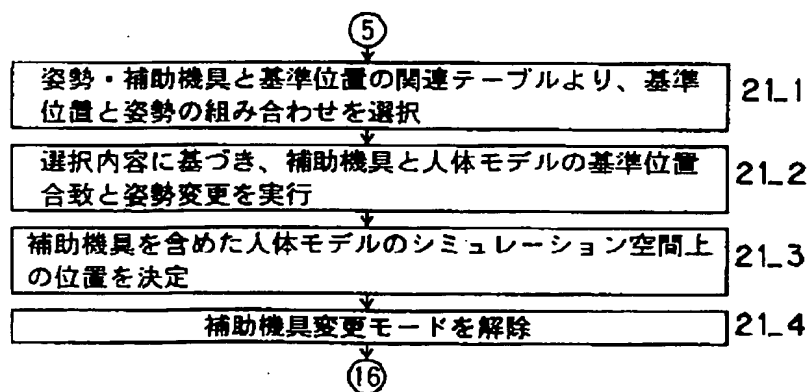 ⑤
姿勢・補助機具と基準位置の関連テーブルより、基準
位置と姿勢の組み合わせを選択
21_1
選択内容に基づき、補助機具と人体モデルの基準位置
合致と姿勢変更を実行
21_2
補助機具を含めた人体モデルのシミュレーション空間上
の位置を決定
21_3
補助機具変更モードを解除
21_4
⑯